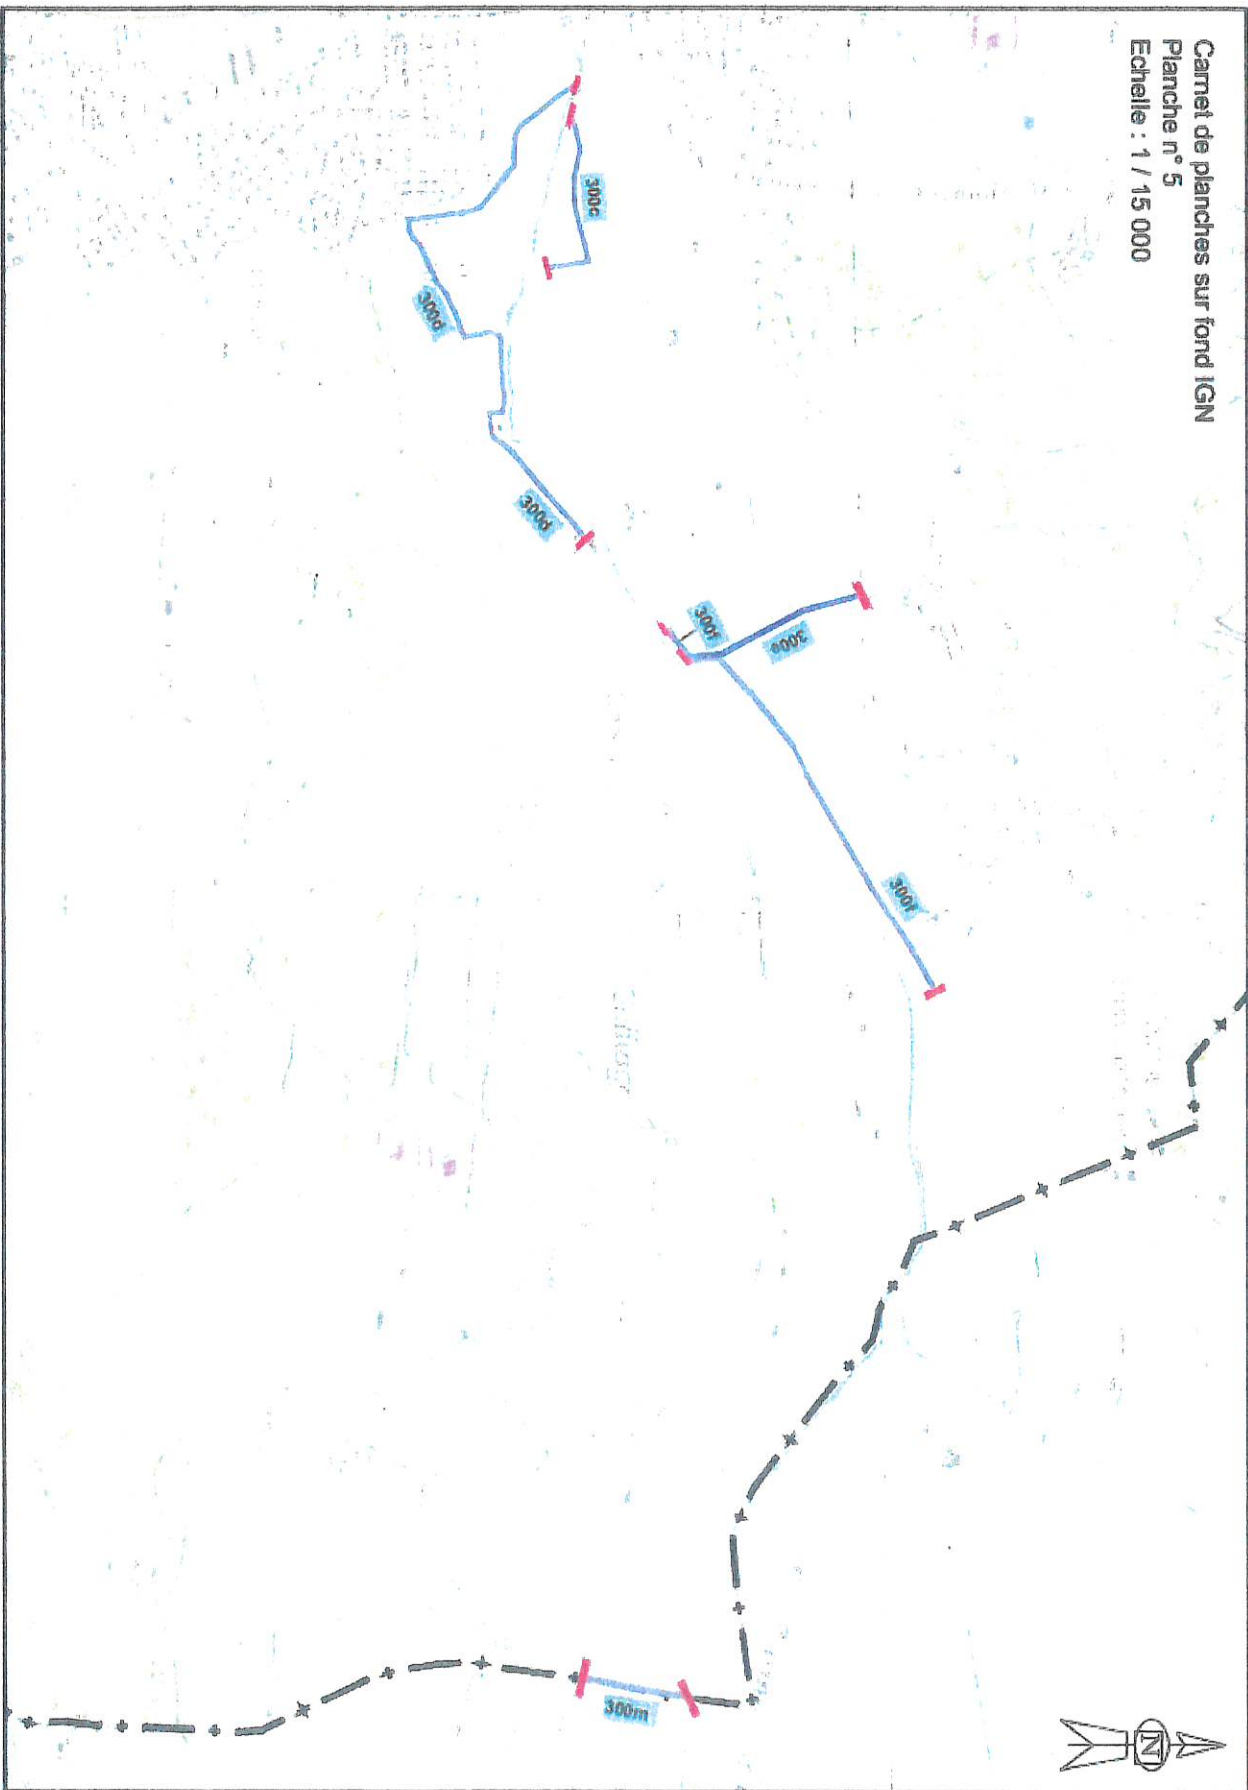 Carnet de planches sur fond IGN
Planche n° 5
Echelle : 1 / 15 000
N
300c
300d
300d
300f
300e
300f
300m